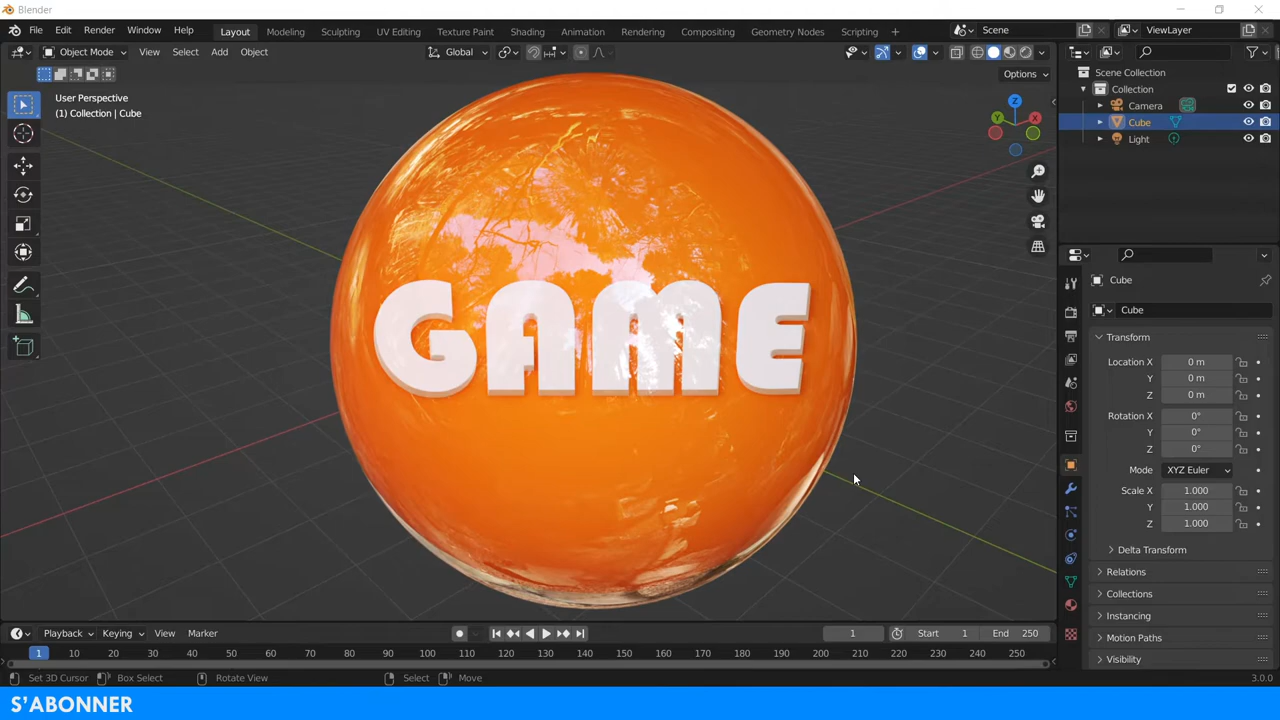 Blender
File Edit Render Window Help Layout Modeling Sculpting UV Editing Texture Paint Shading Animation Rendering Compositing Geometry Nodes Scripting + Scene ViewLayer
Object Mode View Select Add Object Global
Options
User Perspective
(1) Collection | Cube
Z
Y X
GAME
Scene Collection
Collection
Camera
Cube
Light
Cube
Cube
Transform
Location X 0 m
Y 0 m
Z 0 m
Rotation X 0°
Y 0°
Z 0°
Mode XYZ Euler
Scale X 1.000
Y 1.000
Z 1.000
Delta Transform
Relations
Collections
Instancing
Motion Paths
Visibility
Playback Keying View Marker 1 Start 1 End 250
1 10 20 30 40 50 60 70 80 90 100 110 120 130 140 150 160 170 180 190 200 210 220 230 240 250
Set 3D Cursor Box Select Rotate View Select Move 3.0.0
S'ABONNER